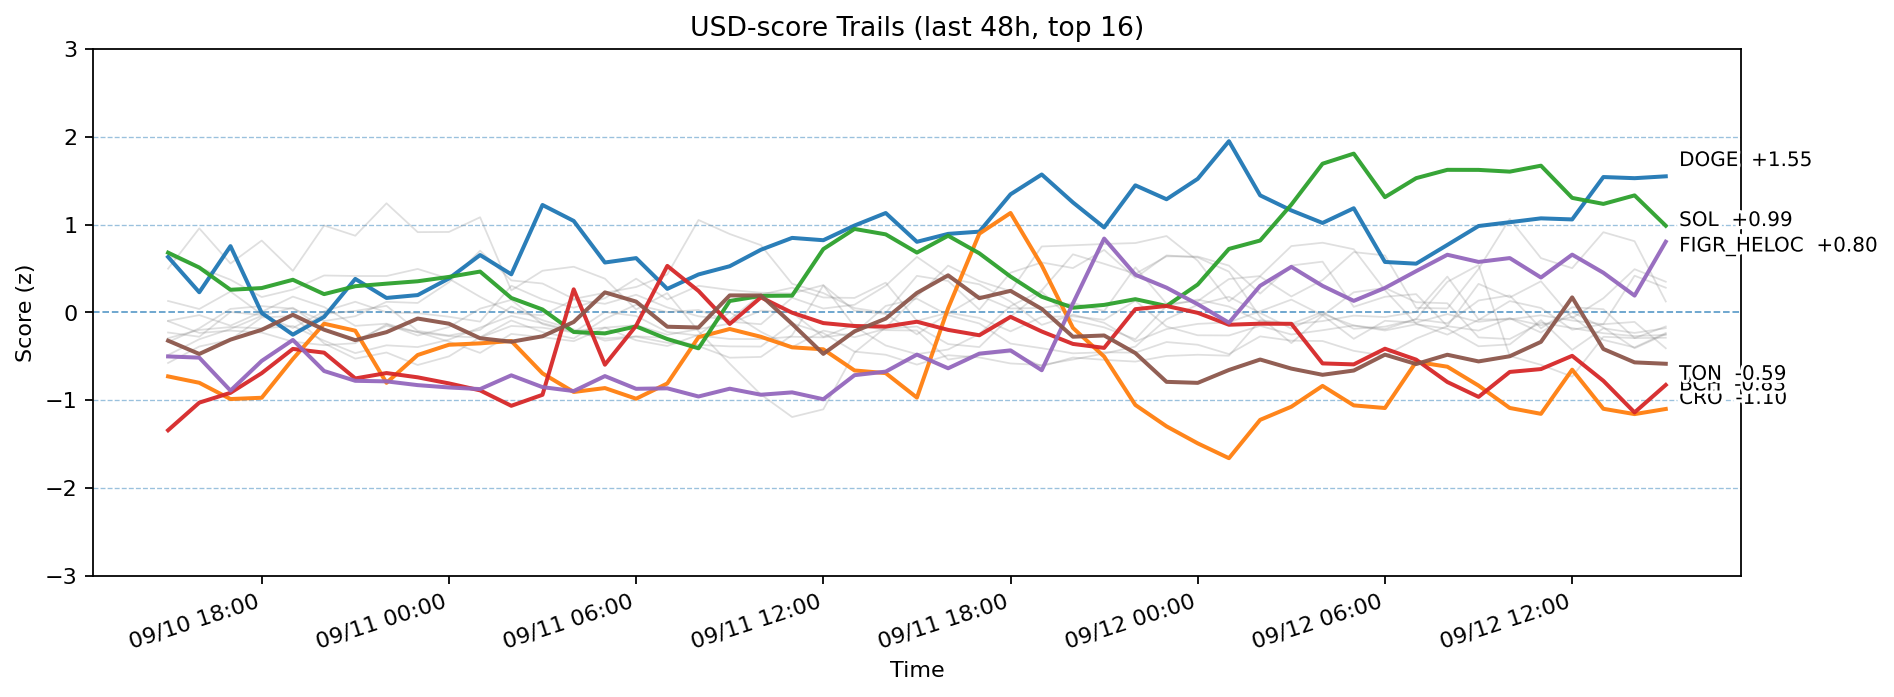 USD-score Trails (last 48h, top 16)
Score (z)
3
2
1
0
−1
−2
−3
DOGE +1.55
SOL +0.99
FIGR_HELOC +0.80
TON -0.59
BCH -0.83
CRO -1.10
09/10 18:00
09/11 00:00
09/11 06:00
09/11 12:00
09/11 18:00
09/12 00:00
09/12 06:00
09/12 12:00
Time